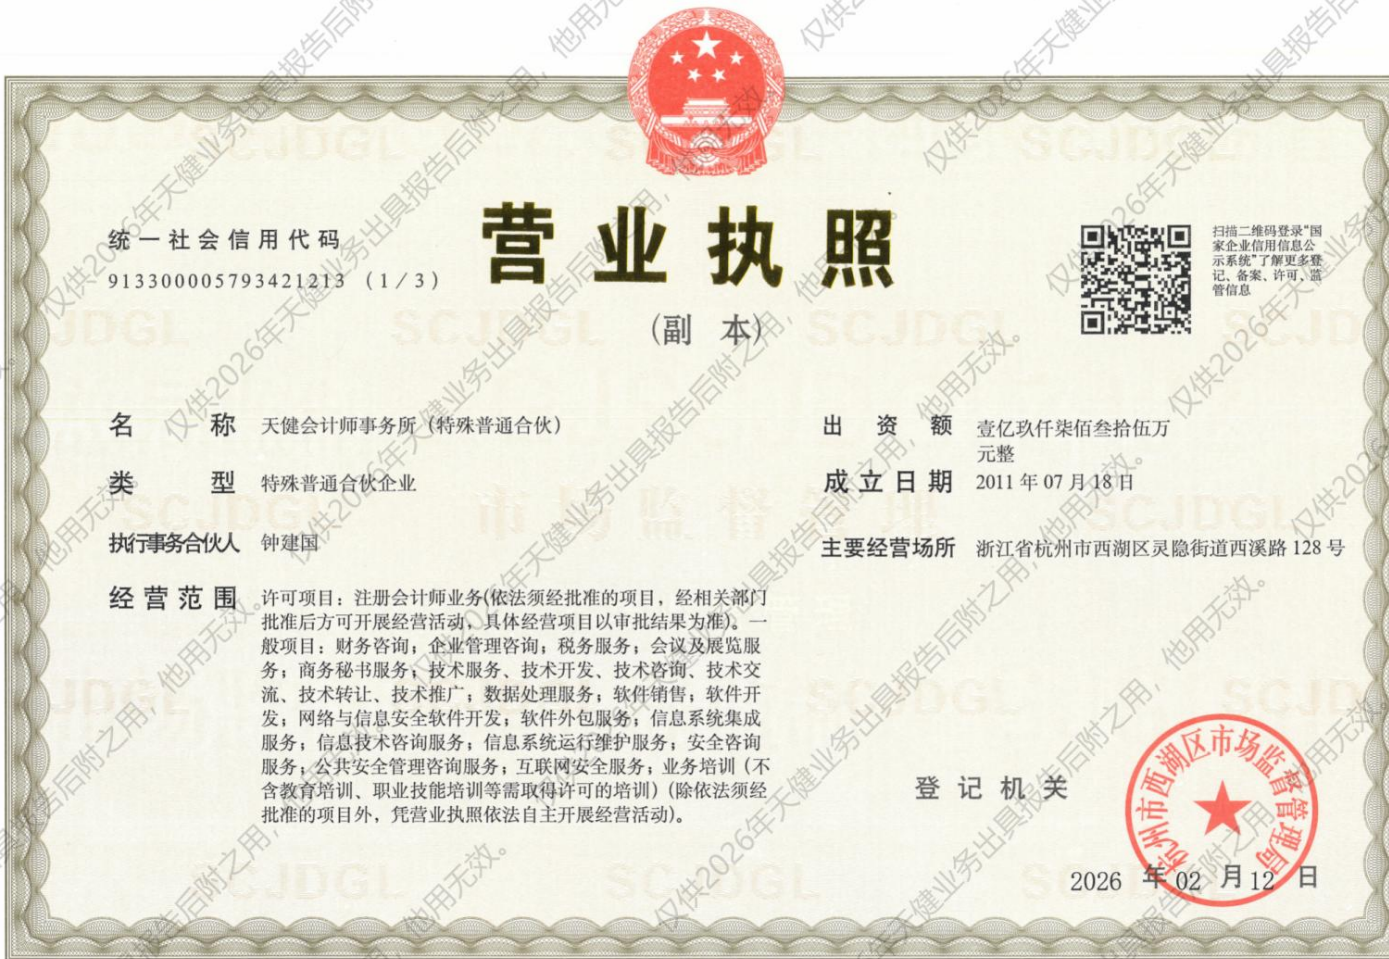 营业执照
(副 本)
统一社会信用代码
913300005793421213 (1/3)
扫描二维码登录“国
家企业信用信息公
示系统”了解更多登
记、备案、许可、监
管信息
名 称 天健会计师事务所（特殊普通合伙）
类 型 特殊普通合伙企业
执行事务合伙人 钟建国
经营范围 许可项目：注册会计师业务(依法须经批准的项目，经相关部门
批准后方可开展经营活动，具体经营项目以审批结果为准)。一
般项目：财务咨询；企业管理咨询；税务服务；会议及展览服
务；商务秘书服务；技术服务、技术开发、技术咨询、技术交
流、技术转让、技术推广；数据处理服务；软件销售；软件开
发；网络与信息安全软件开发；软件外包服务；信息系统集成
服务；信息技术咨询服务；信息系统运行维护服务；安全咨询
服务；公共安全管理咨询服务；互联网安全服务；业务培训（不
含教育培训、职业技能培训等需取得许可的培训）(除依法须经
批准的项目外，凭营业执照依法自主开展经营活动)。
出 资 额 壹亿玖仟柒佰叁拾伍万
元整
成立日期 2011 年 07 月 18 日
主要经营场所 浙江省杭州市西湖区灵隐街道西溪路 128 号
登记机关
杭州市西湖区市场监督管理局
2026 年 02 月 12 日
仅供2026年天健业务出具报告后附之用，他用无效。
SCJDGL
市场监督管理